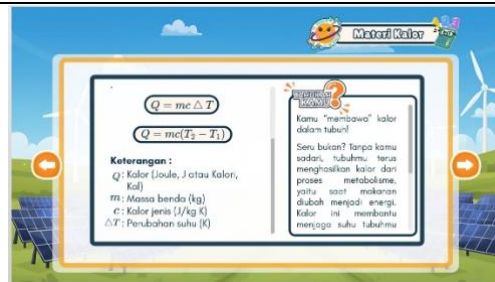 Materi Kalor
Q = mc △ T
Q = mc(T₂ − T₁)
Keterangan :
Q : Kalor (Joule, J atau Kalori,
Kal)
m : Massa benda (kg)
c : Kalor jenis (J/kg K)
△T : Perubahan suhu (K)
KAMU ?
Kamu "membawa" kalor
dalam tubuh!
Seru bukan? Tanpa kamu
sadari, tubuhmu terus
menghasilkan kalor dari
proses metabolisme,
yaitu saat makanan
diubah menjadi energi.
Kalor ini membantu
menjaga suhu tubuhmu